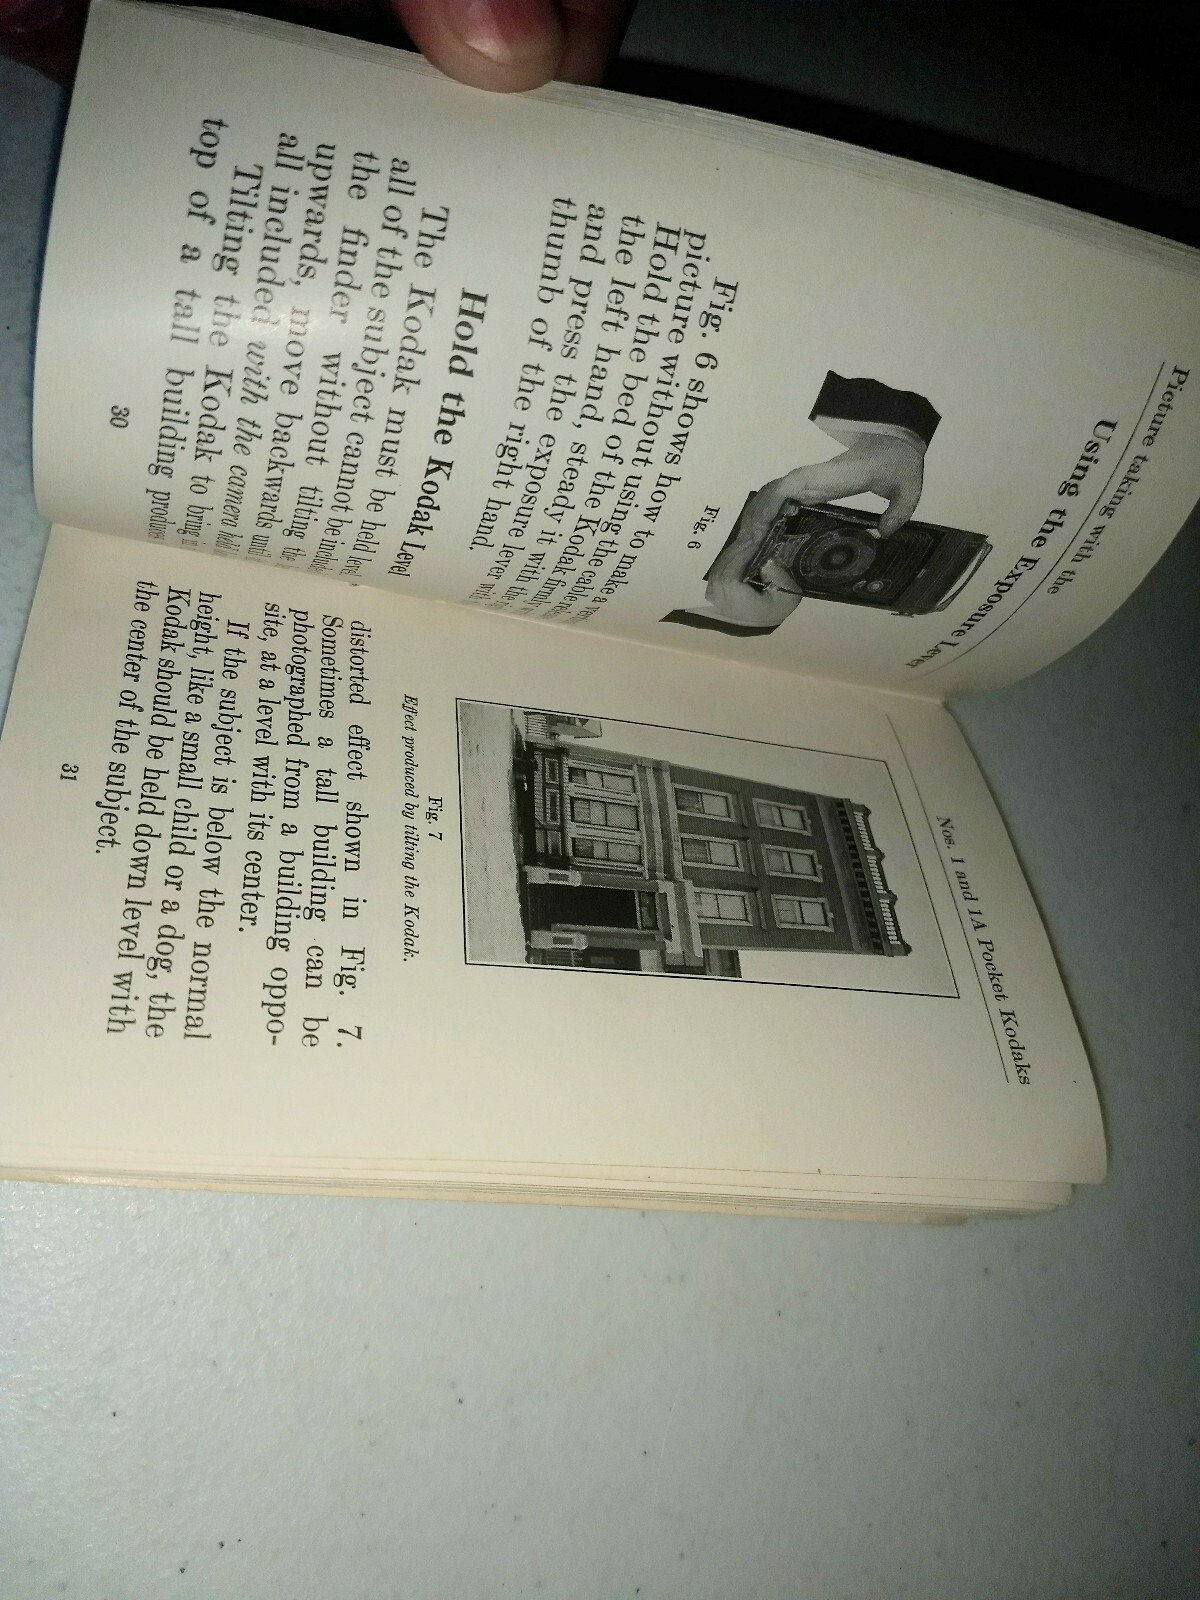 Picture taking with the
Using the Exposure Lever
Fig. 6
Fig. 6 shows how to make a
picture without using the cable
Hold the bed of the Kodak
the left hand, steady it with the
and press the exposure lever
thumb of the right hand.
Hold the Kodak Level
The Kodak must be held
all of the subject cannot be
the finder without tilting the
upwards, move backwards until
all included with the camera held
Tilting the Kodak to bring
top of a tall building
30
Nos. 1 and 1A Pocket Kodaks
Fig. 7
Effect produced by tilting the Kodak.
distorted effect shown in Fig. 7.
Sometimes a tall building can be
photographed from a building oppo-
site, at a level with its center.
If the subject is below the normal
height, like a small child or a dog, the
Kodak should be held down level with
the center of the subject.
31